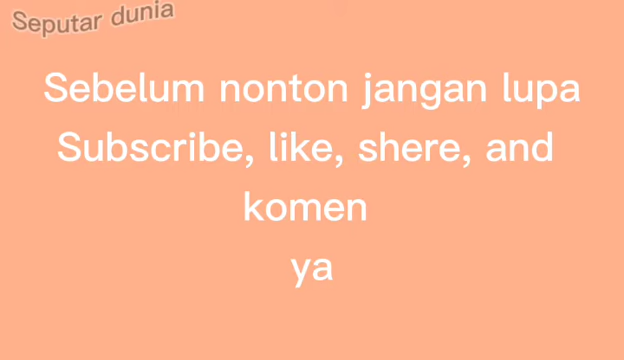 Seputar dunia
Sebelum nonton jangan lupa
Subscribe, like, shere, and
komen
ya